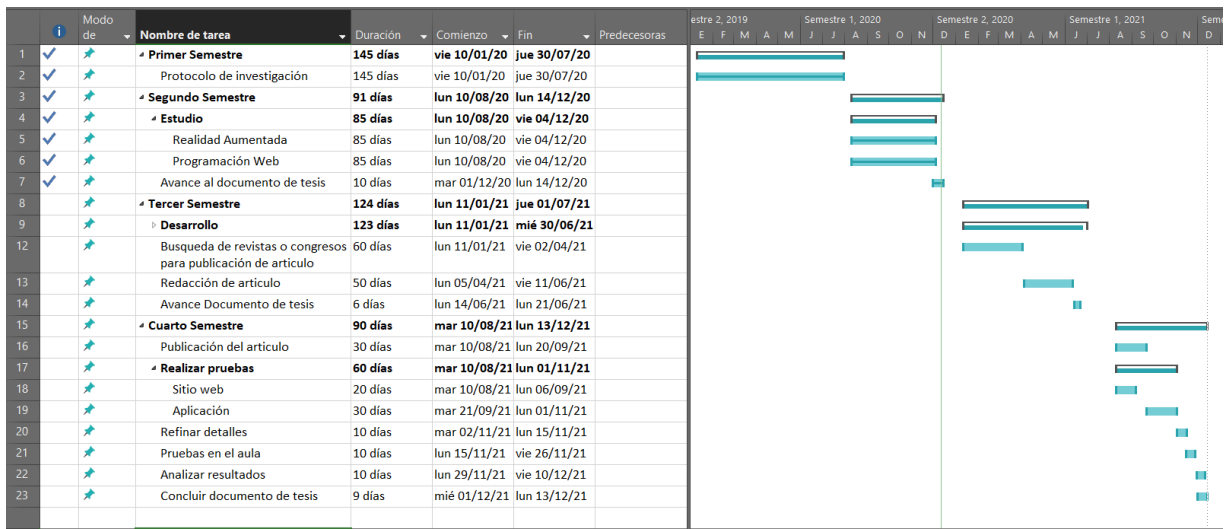 Modo de Nombre de tarea Duración Comienzo Fin Predecesoras
estre 2, 2019 Semestre 1, 2020 Semestre 2, 2020 Semestre 1, 2021 Seme
E F M A M J J A S O N D E F M A M J J A S O N D
1 Primer Semestre 145 días vie 10/01/20 jue 30/07/20
2 Protocolo de investigación 145 días vie 10/01/20 jue 30/07/20
3 Segundo Semestre 91 días lun 10/08/20 lun 14/12/20
4 Estudio 85 días lun 10/08/20 vie 04/12/20
5 Realidad Aumentada 85 días lun 10/08/20 vie 04/12/20
6 Programación Web 85 días lun 10/08/20 vie 04/12/20
7 Avance al documento de tesis 10 días mar 01/12/20 lun 14/12/20
8 Tercer Semestre 124 días lun 11/01/21 jue 01/07/21
9 Desarrollo 123 días lun 11/01/21 mié 30/06/21
12 Busqueda de revistas o congresos 60 días lun 11/01/21 vie 02/04/21
para publicación de articulo
13 Redacción de articulo 50 días lun 05/04/21 vie 11/06/21
14 Avance Documento de tesis 6 días lun 14/06/21 lun 21/06/21
15 Cuarto Semestre 90 días mar 10/08/21 lun 13/12/21
16 Publicación del articulo 30 días mar 10/08/21 lun 20/09/21
17 Realizar pruebas 60 días mar 10/08/21 lun 01/11/21
18 Sitio web 20 días mar 10/08/21 lun 06/09/21
19 Aplicación 30 días mar 21/09/21 lun 01/11/21
20 Refinar detalles 10 días mar 02/11/21 lun 15/11/21
21 Pruebas en el aula 10 días lun 15/11/21 vie 26/11/21
22 Analizar resultados 10 días lun 29/11/21 vie 10/12/21
23 Concluir documento de tesis 9 días mié 01/12/21 lun 13/12/21